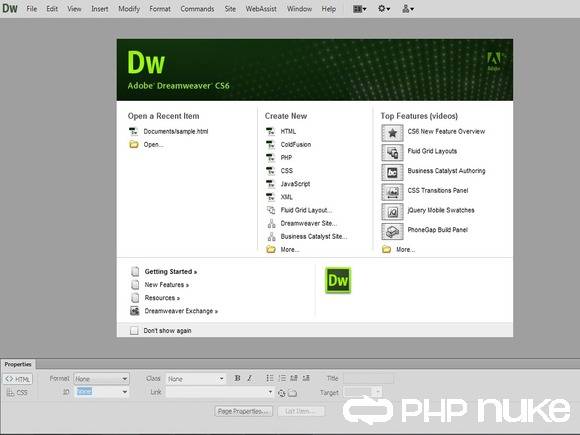 Dw File Edit View Insert Modify Format Commands Site WebAssist Window Help
Dw
Adobe® Dreamweaver® CS6
Adobe
Open a Recent Item
Documents/sample.html
Open...
Create New
HTML
ColdFusion
PHP
CSS
JavaScript
XML
Fluid Grid Layout...
Dreamweaver Site...
Business Catalyst Site...
More...
Top Features (videos)
CS6 New Feature Overview
Fluid Grid Layouts
Business Catalyst Authoring
CSS Transitions Panel
jQuery Mobile Swatches
PhoneGap Build Panel
More...
Getting Started »
New Features »
Resources »
Dreamweaver Exchange »
Dw
Don't show again
Properties
<> HTML Format None Class None B I Title
CSS ID None Link Target
Page Properties... List Item...
PHP NUKE